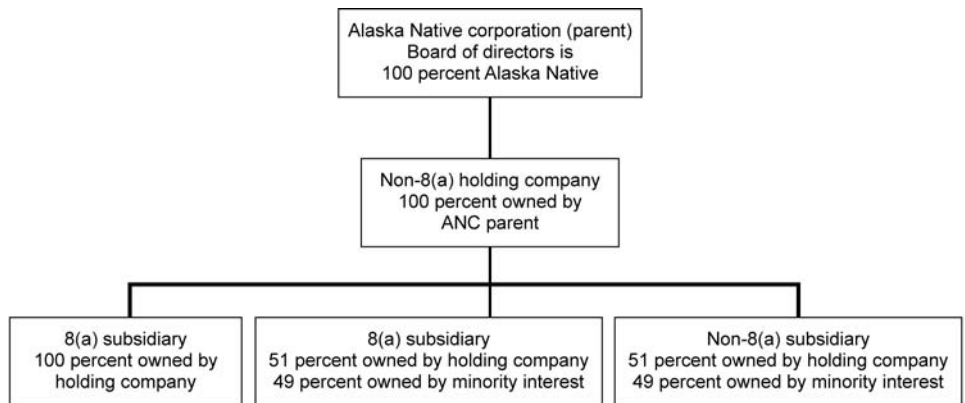 Alaska Native corporation (parent)
Board of directors is
100 percent Alaska Native
Non-8(a) holding company
100 percent owned by
ANC parent
8(a) subsidiary
100 percent owned by
holding company
8(a) subsidiary
51 percent owned by holding company
49 percent owned by minority interest
Non-8(a) subsidiary
51 percent owned by holding company
49 percent owned by minority interest